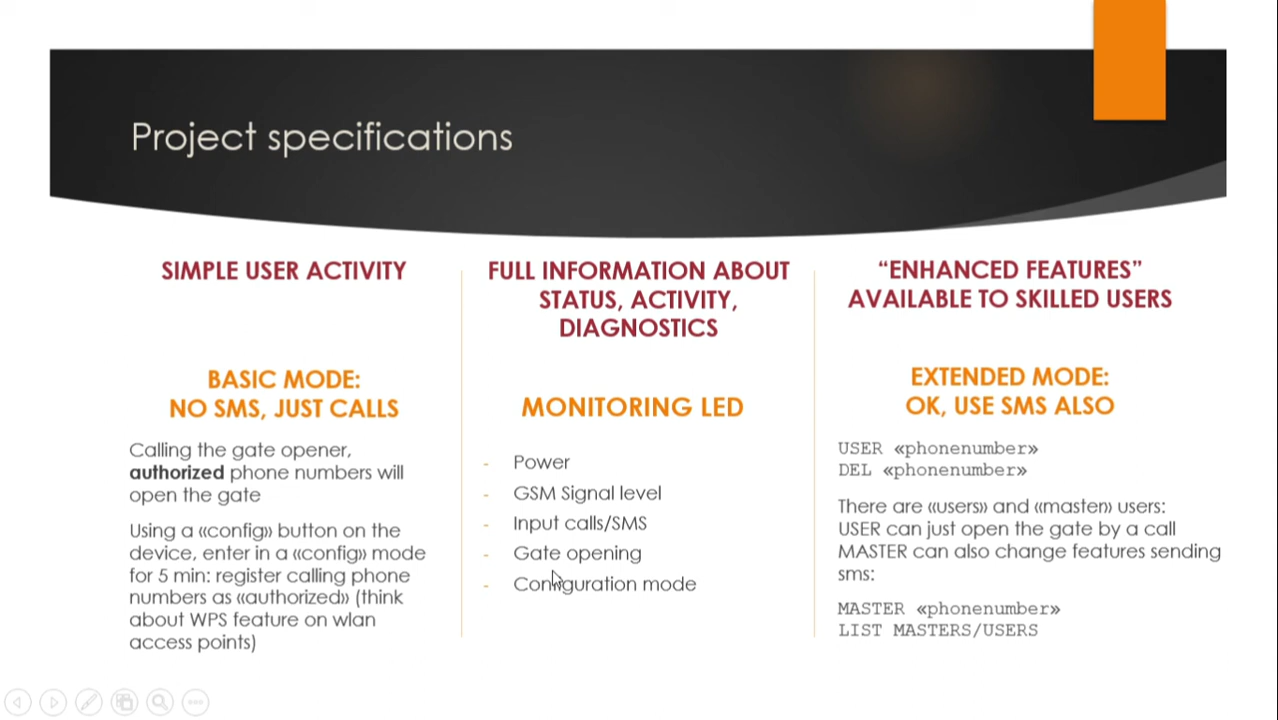 Project specifications
SIMPLE USER ACTIVITY
BASIC MODE:
NO SMS, JUST CALLS
Calling the gate opener,
authorized phone numbers will
open the gate
Using a «config» button on the
device, enter in a «config» mode
for 5 min: register calling phone
numbers as «authorized» (think
about WPS feature on wlan
access points)
FULL INFORMATION ABOUT
STATUS, ACTIVITY,
DIAGNOSTICS
MONITORING LED
- Power
- GSM Signal level
- Input calls/SMS
- Gate opening
- Configuration mode
“ENHANCED FEATURES”
AVAILABLE TO SKILLED USERS
EXTENDED MODE:
OK, USE SMS ALSO
USER «phonenumber»
DEL «phonenumber»
There are «users» and «master» users:
USER can just open the gate by a call
MASTER can also change features sending
sms:
MASTER «phonenumber»
LIST MASTERS/USERS